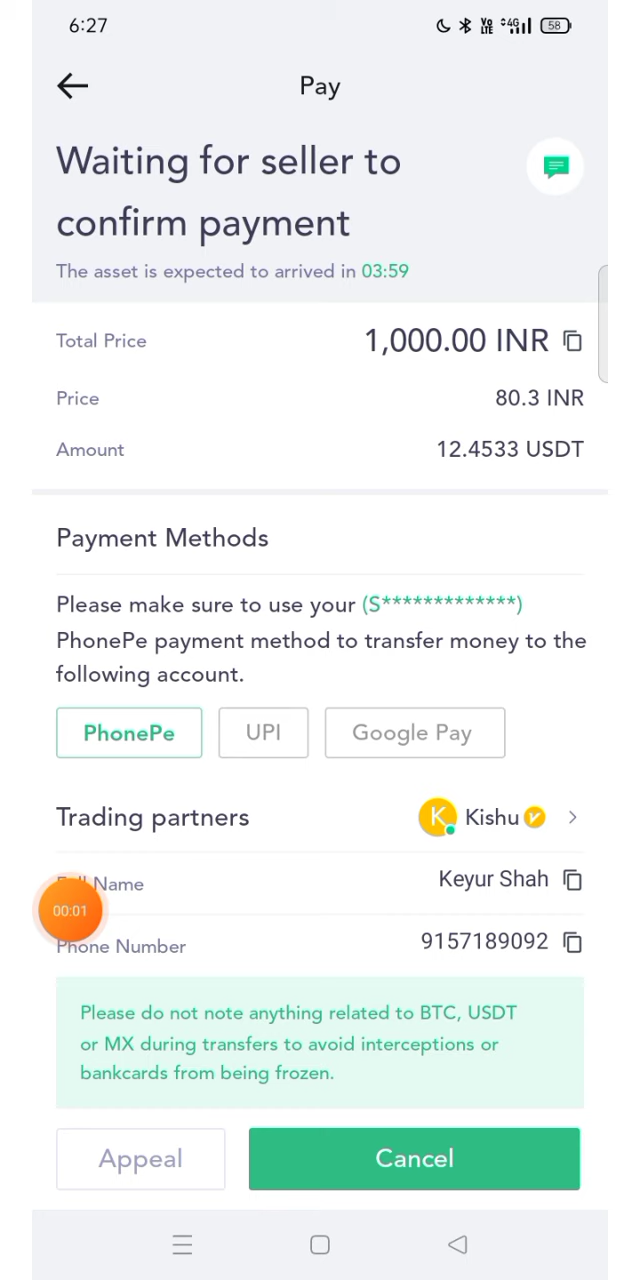 6:27
Vo LTE 4G 58
Pay
Waiting for seller to
confirm payment
The asset is expected to arrived in 03:59
Total Price 1,000.00 INR
Price 80.3 INR
Amount 12.4533 USDT
Payment Methods
Please make sure to use your (S*************)
PhonePe payment method to transfer money to the
following account.
PhonePe UPI Google Pay
Trading partners K Kishu
Name Keyur Shah
00:01
Phone Number 9157189092
Please do not note anything related to BTC, USDT
or MX during transfers to avoid interceptions or
bankcards from being frozen.
Appeal Cancel